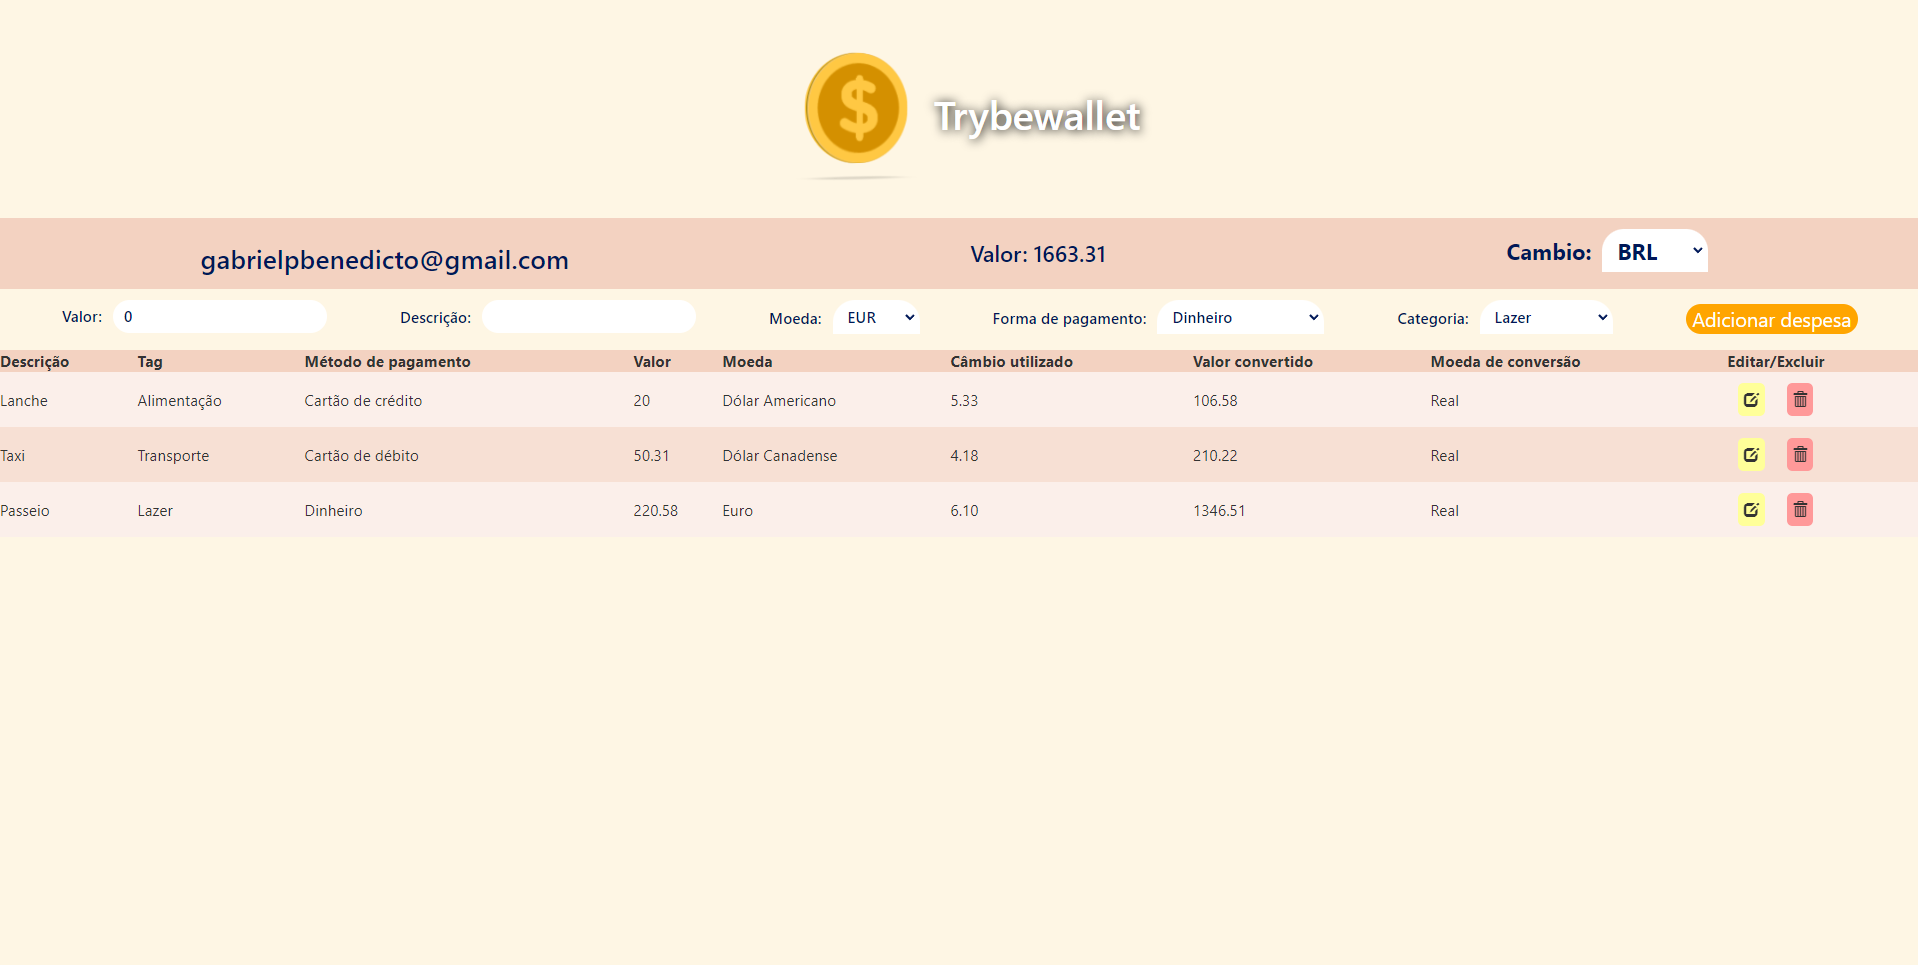 $
Trybewallet
gabrielpbenedicto@gmail.com Valor: 1663.31 Cambio: BRL
Valor: 0 Descrição: Moeda: EUR Forma de pagamento: Dinheiro Categoria: Lazer Adicionar despesa
Descrição Tag Método de pagamento Valor Moeda Câmbio utilizado Valor convertido Moeda de conversão Editar/Excluir
Lanche Alimentação Cartão de crédito 20 Dólar Americano 5.33 106.58 Real
Taxi Transporte Cartão de débito 50.31 Dólar Canadense 4.18 210.22 Real
Passeio Lazer Dinheiro 220.58 Euro 6.10 1346.51 Real